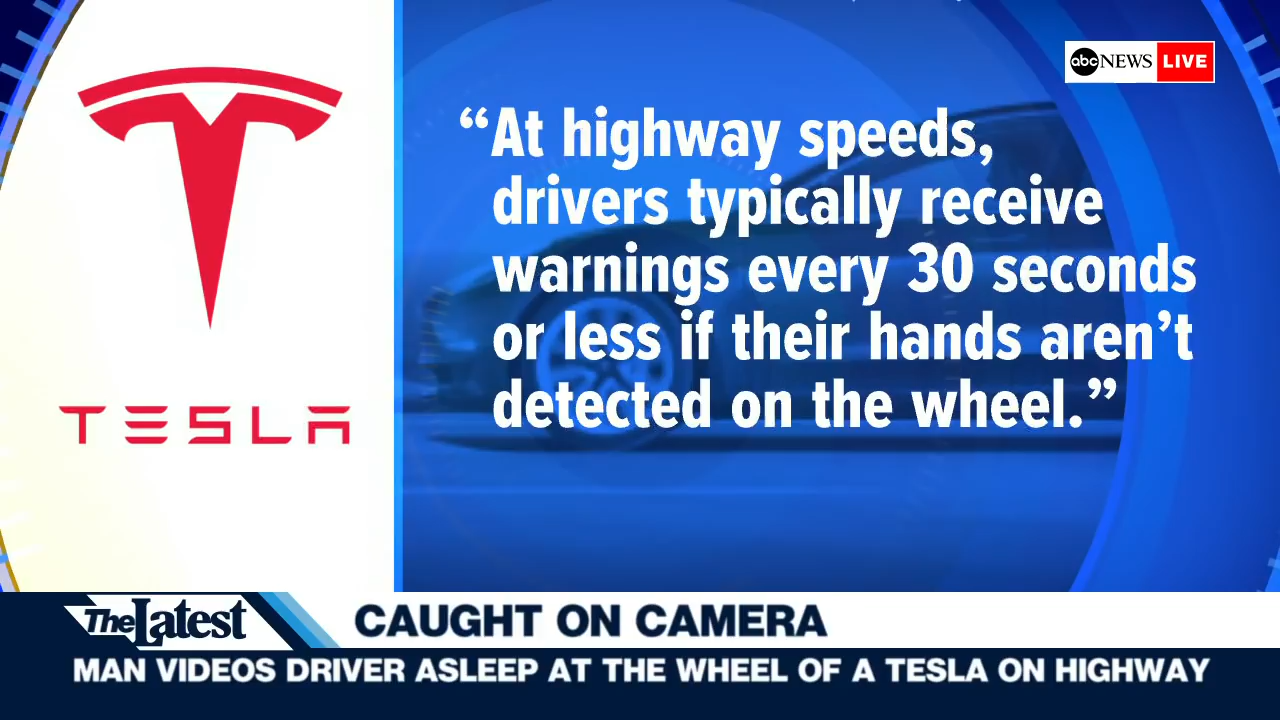 abc NEWS LIVE
“At highway speeds,
drivers typically receive
warnings every 30 seconds
or less if their hands aren’t
detected on the wheel.”
TESLA
The Latest
CAUGHT ON CAMERA
MAN VIDEOS DRIVER ASLEEP AT THE WHEEL OF A TESLA ON HIGHWAY